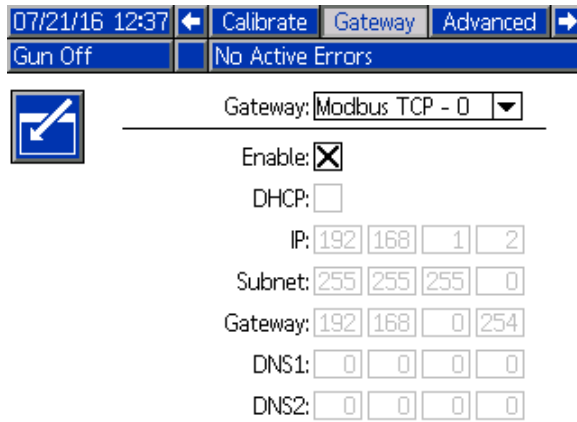 07/21/16 12:37 Calibrate Gateway Advanced
Gun Off No Active Errors
Gateway: Modbus TCP - 0
Enable:
DHCP:
IP: 192 168 1 2
Subnet: 255 255 255 0
Gateway: 192 168 0 254
DNS1: 0 0 0 0
DNS2: 0 0 0 0